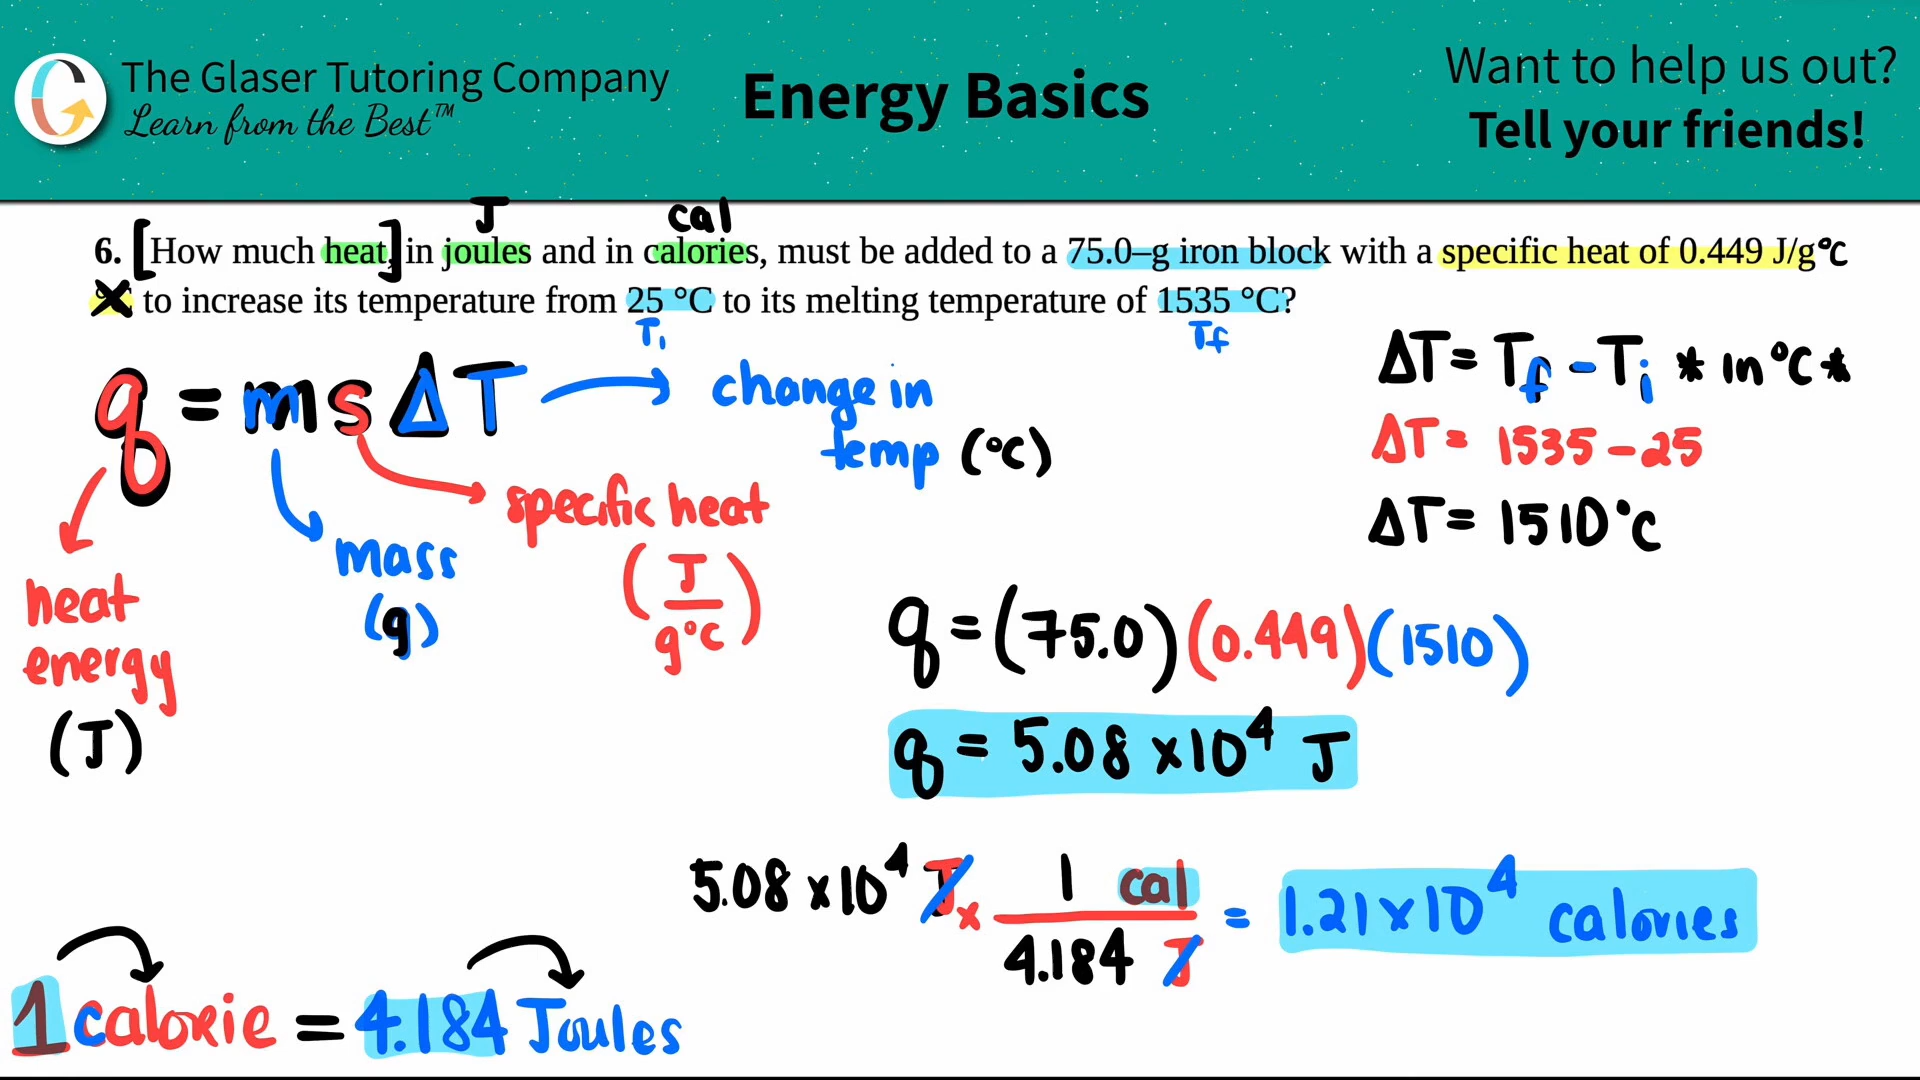 The Glaser Tutoring Company
Learn from the Best™
Energy Basics
Want to help us out?
Tell your friends!
J
cal
6. [How much heat,] in joules and in calories, must be added to a 75.0–g iron block with a specific heat of 0.449 J/g°C
to increase its temperature from 25 °C to its melting temperature of 1535 °C?
Ti
Tf
q = m s ΔT
change in
temp (°C)
specific heat
(J/g°C)
mass
(g)
heat
energy
(J)
ΔT = Tf - Ti * in °C *
ΔT = 1535 - 25
ΔT = 1510°C
q = (75.0)(0.449)(1510)
q = 5.08 x10⁴ J
5.08 x10⁴ J x 1 cal / 4.184 J = 1.21x10⁴ calories
1 calorie = 4.184 Joules